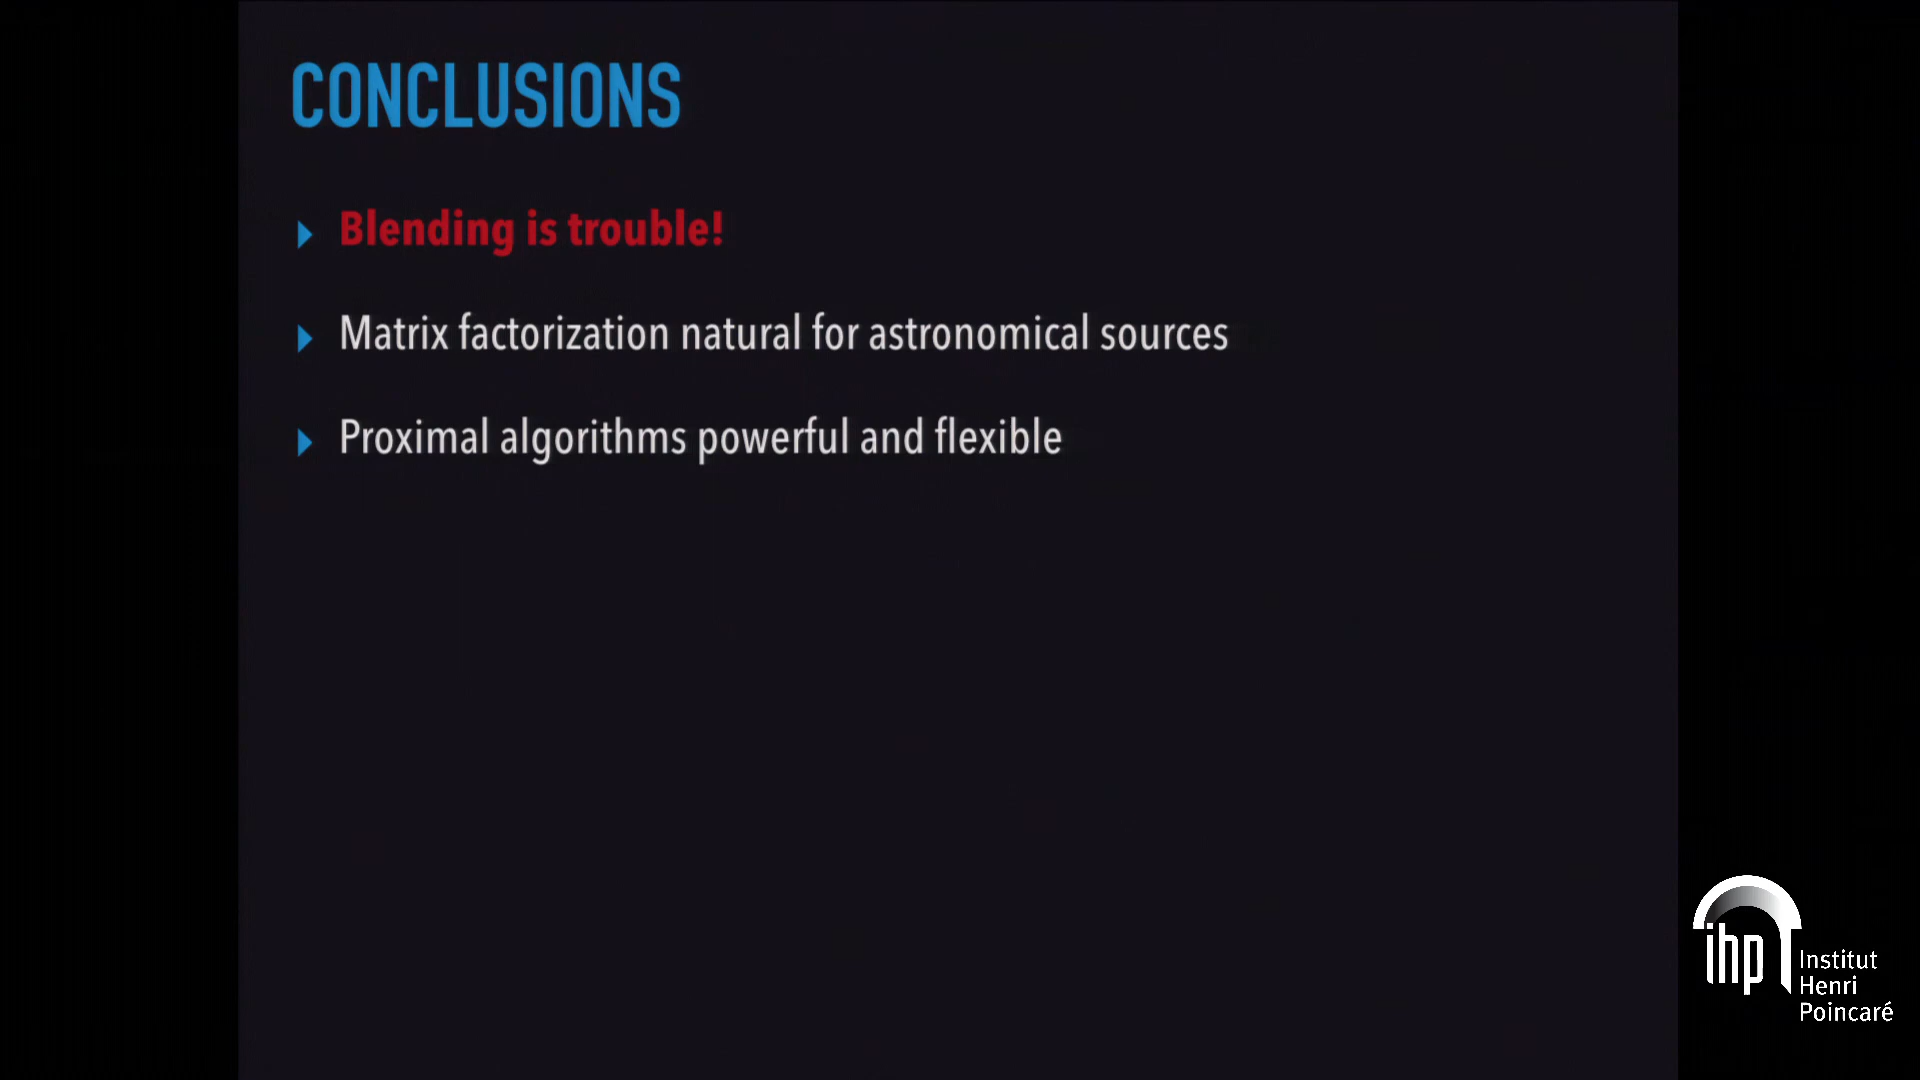 CONCLUSIONS
Blending is trouble!
Matrix factorization natural for astronomical sources
Proximal algorithms powerful and flexible
ihp
Institut
Henri
Poincaré